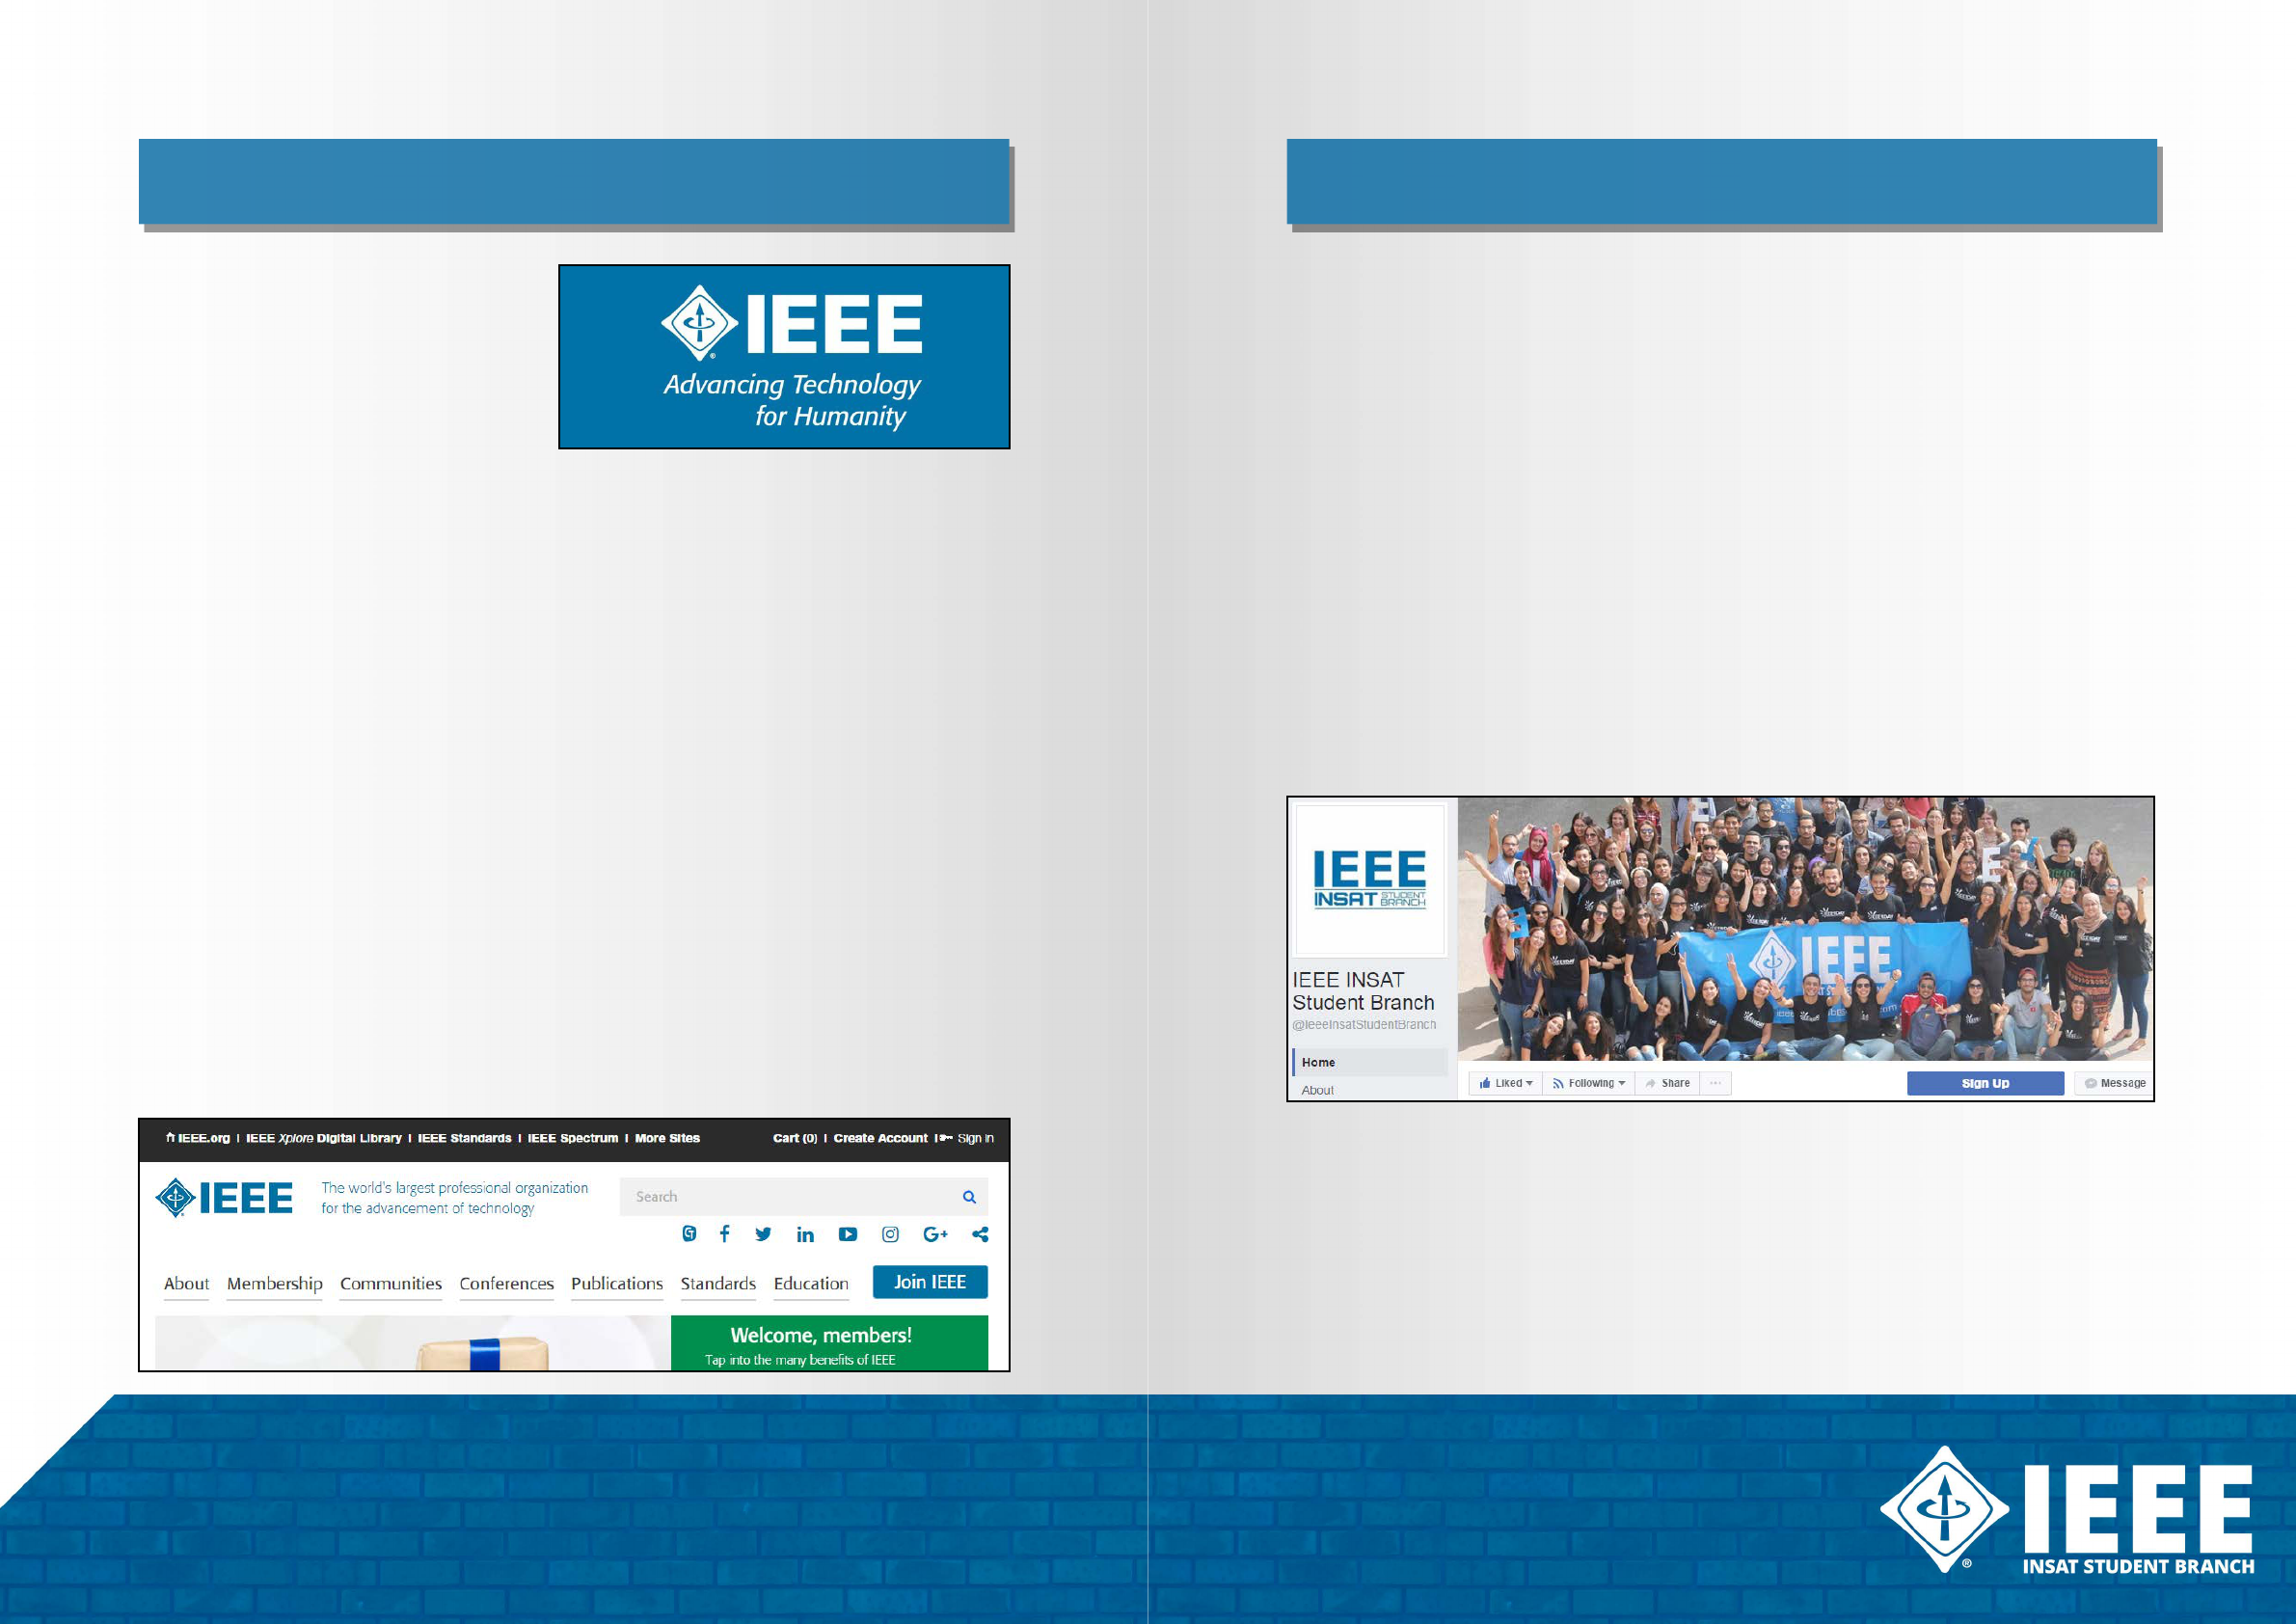 IEEE
Advancing Technology
for Humanity
IEEE.org | IEEE Xplore Digital Library | IEEE Standards | IEEE Spectrum | More Sites
Cart (0) | Create Account | Sign In
IEEE
The world's largest professional organization
for the advancement of technology
Search
About Membership Communities Conferences Publications Standards Education Join IEEE
Welcome, members!
Tap into the many benefits of IEEE
IEEE
INSAT STUDENT
BRANCH
IEEE INSAT
Student Branch
@IeeeInsatStudentBranch
Home
About
IEEE
Liked Following Share ... Sign Up Message
IEEE
INSAT STUDENT BRANCH